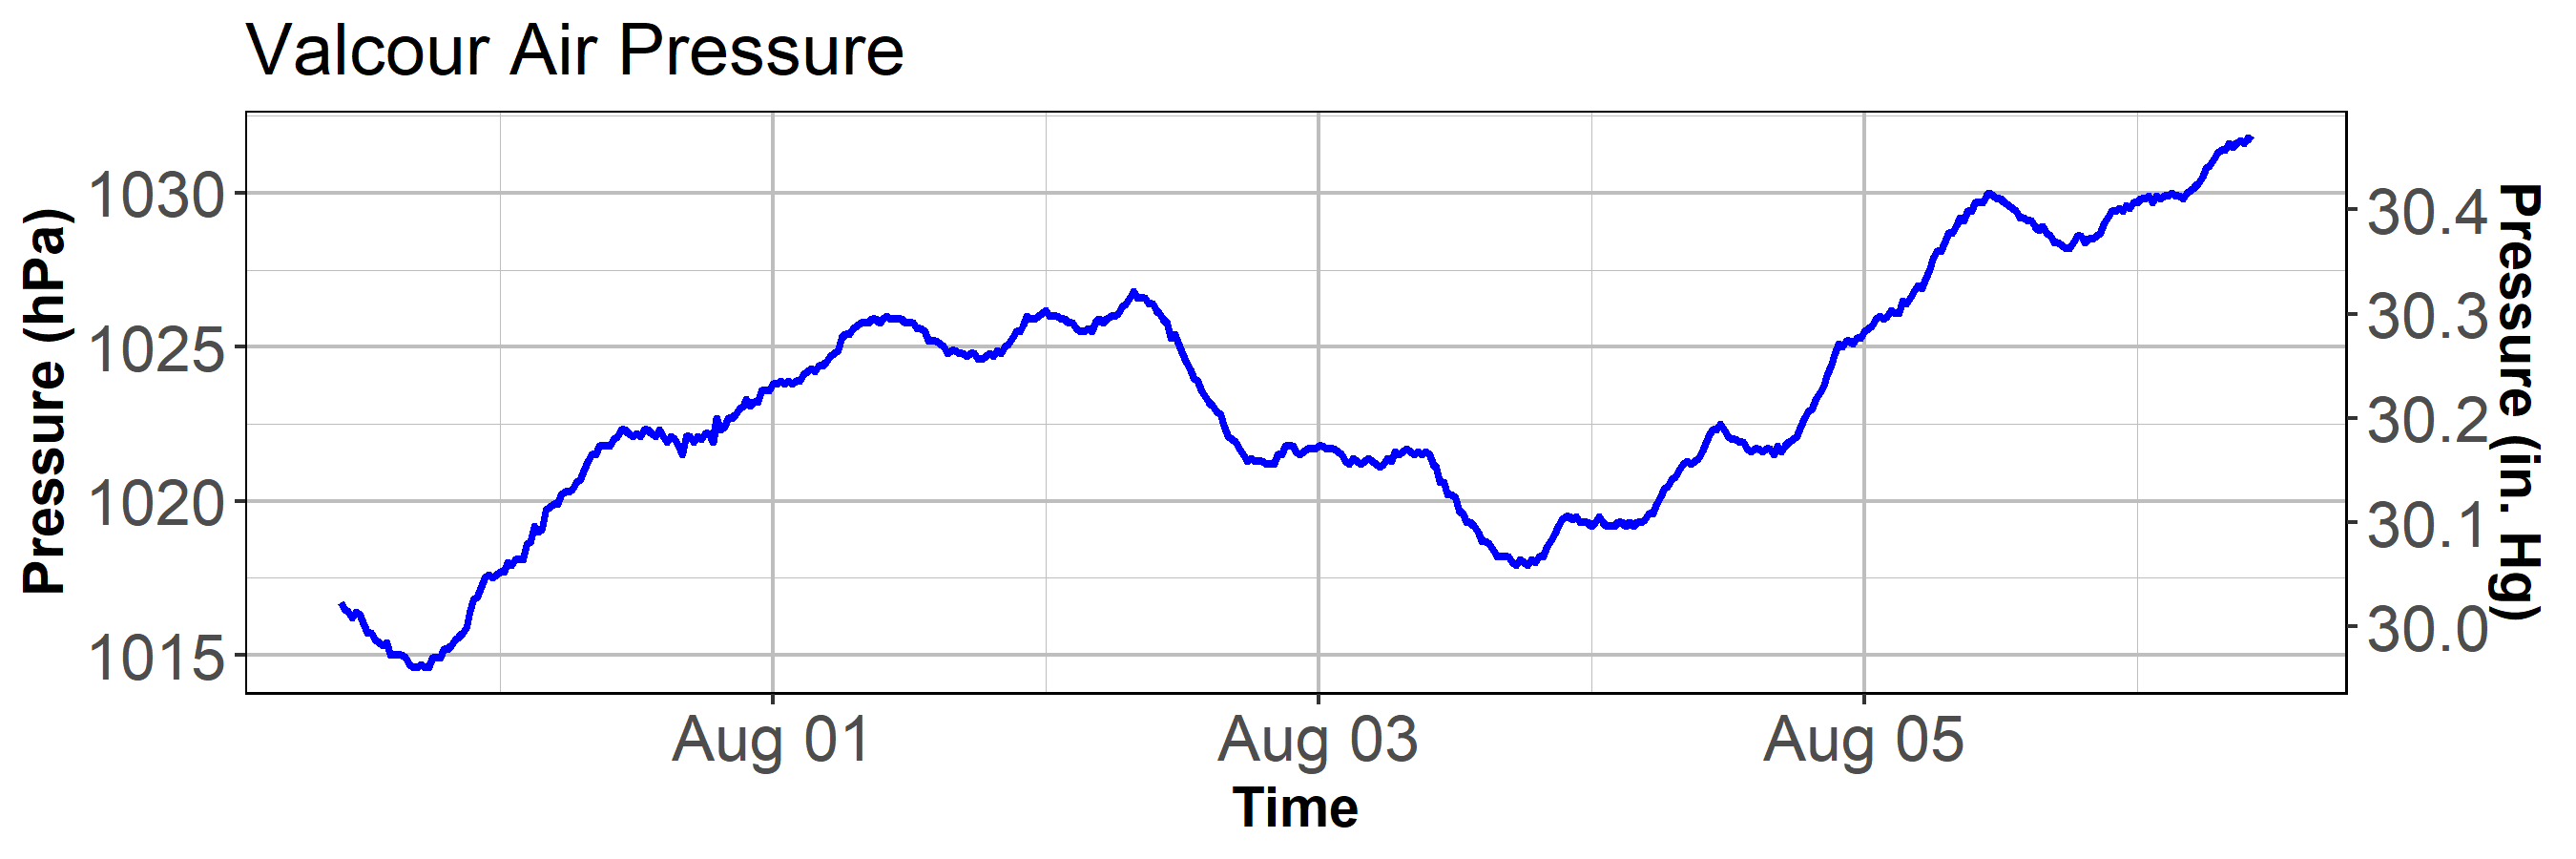 Valcour Air Pressure
Pressure (hPa)
1030
1025
1020
1015
30.4
30.3
30.2
30.1
30.0
Pressure (in. Hg)
Aug 01
Aug 03
Aug 05
Time